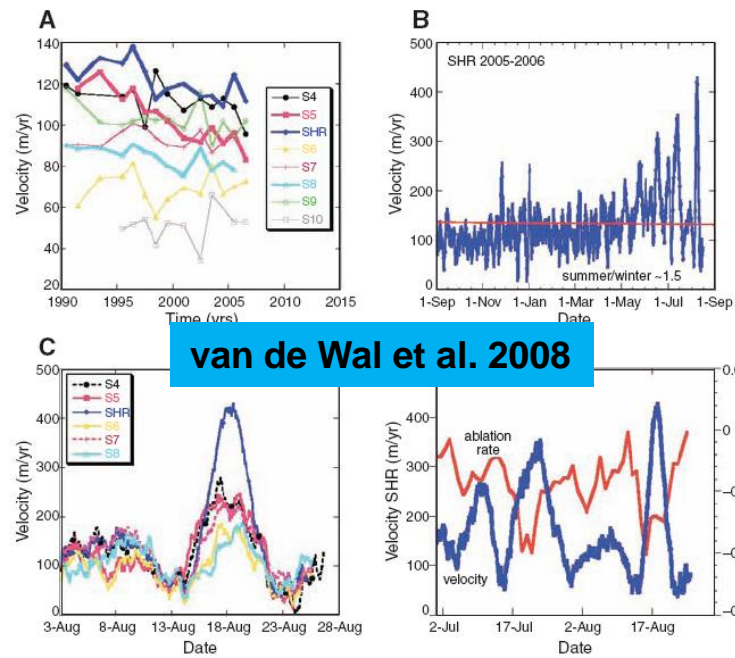 A
Velocity (m/yr)
140
120
100
80
60
40
20
1990
1995
2000
2005
2010
2015
Time (yrs)
S4
S5
SHR
S6
S7
S8
S9
S10
B
SHR 2005-2006
Velocity (m/yr)
500
400
300
200
100
0
summer/winter ~1.5
1-Sep
1-Nov
1-Jan
1-Mar
1-May
1-Jul
1-Sep
Date
van de Wal et al. 2008
C
Velocity (m/yr)
500
400
300
200
100
0
S4
S5
SHR
S6
S7
S8
3-Aug
8-Aug
13-Aug
18-Aug
23-Aug
28-Aug
Date
Velocity SHR (m/yr)
400
300
200
100
0
ablation
rate
velocity
2-Jul
17-Jul
2-Aug
17-Aug
Date
0